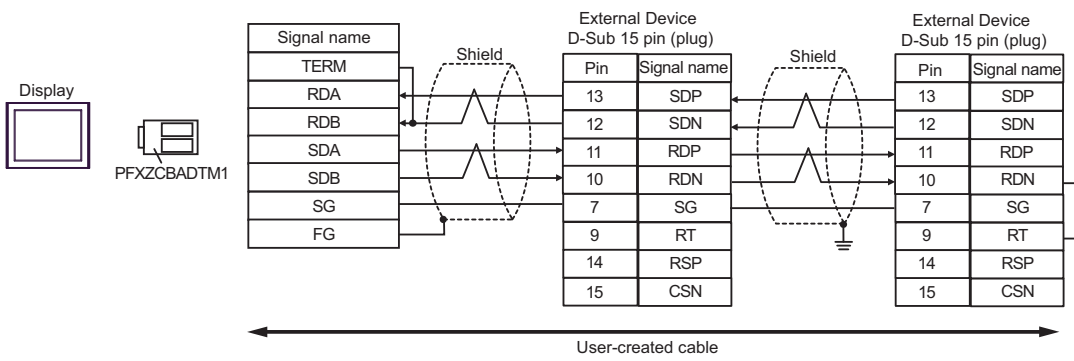 Display
PFXZCBADTM1
Signal name
TERM
RDA
RDB
SDA
SDB
SG
FG
Shield
External Device
D-Sub 15 pin (plug)
Pin Signal name
13 SDP
12 SDN
11 RDP
10 RDN
7 SG
9 RT
14 RSP
15 CSN
Shield
External Device
D-Sub 15 pin (plug)
Pin Signal name
13 SDP
12 SDN
11 RDP
10 RDN
7 SG
9 RT
14 RSP
15 CSN
User-created cable